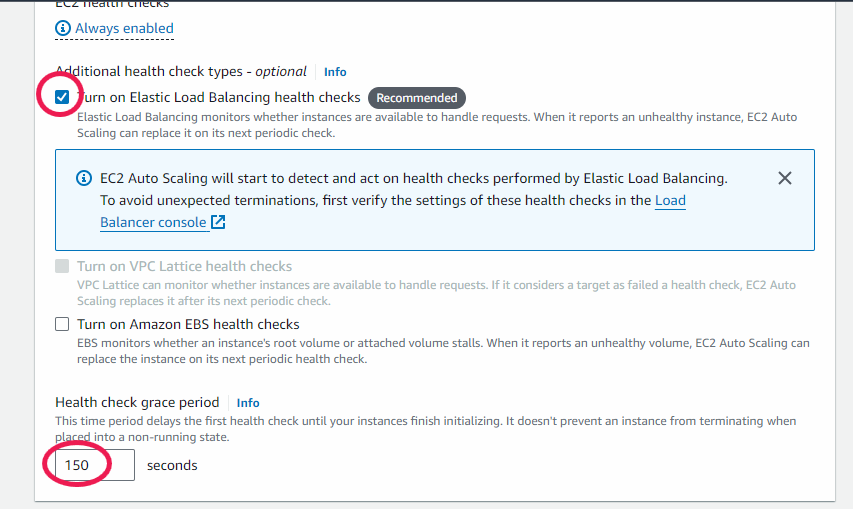 EC2 health checks
Always enabled
Additional health check types - optional Info
Turn on Elastic Load Balancing health checks Recommended
Elastic Load Balancing monitors whether instances are available to handle requests. When it reports an unhealthy instance, EC2 Auto
Scaling can replace it on its next periodic check.
EC2 Auto Scaling will start to detect and act on health checks performed by Elastic Load Balancing.
To avoid unexpected terminations, first verify the settings of these health checks in the Load
Balancer console
Turn on VPC Lattice health checks
VPC Lattice can monitor whether instances are available to handle requests. If it considers a target as failed a health check, EC2 Auto
Scaling replaces it after its next periodic check.
Turn on Amazon EBS health checks
EBS monitors whether an instance's root volume or attached volume stalls. When it reports an unhealthy volume, EC2 Auto Scaling can
replace the instance on its next periodic health check.
Health check grace period Info
This time period delays the first health check until your instances finish initializing. It doesn't prevent an instance from terminating when
placed into a non-running state.
150 seconds